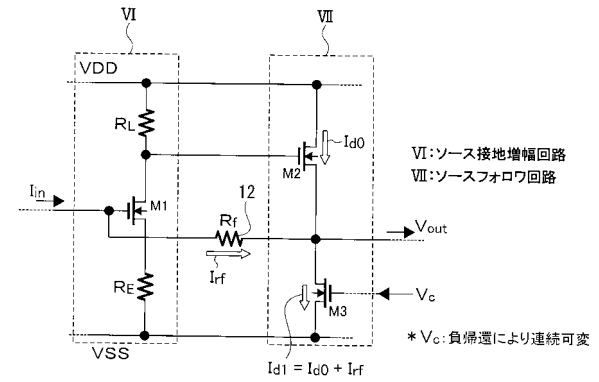 Ⅵ
Ⅶ
VDD
RL
Id0
M2
Ⅵ:ソース接地増幅回路
Ⅶ:ソースフォロワ回路
Iin
M1
Rf
12
Vout
Irf
RE
M3
Vc
VSS
*Vc:負帰還により連続可変
Id1 = Id0 + Irf